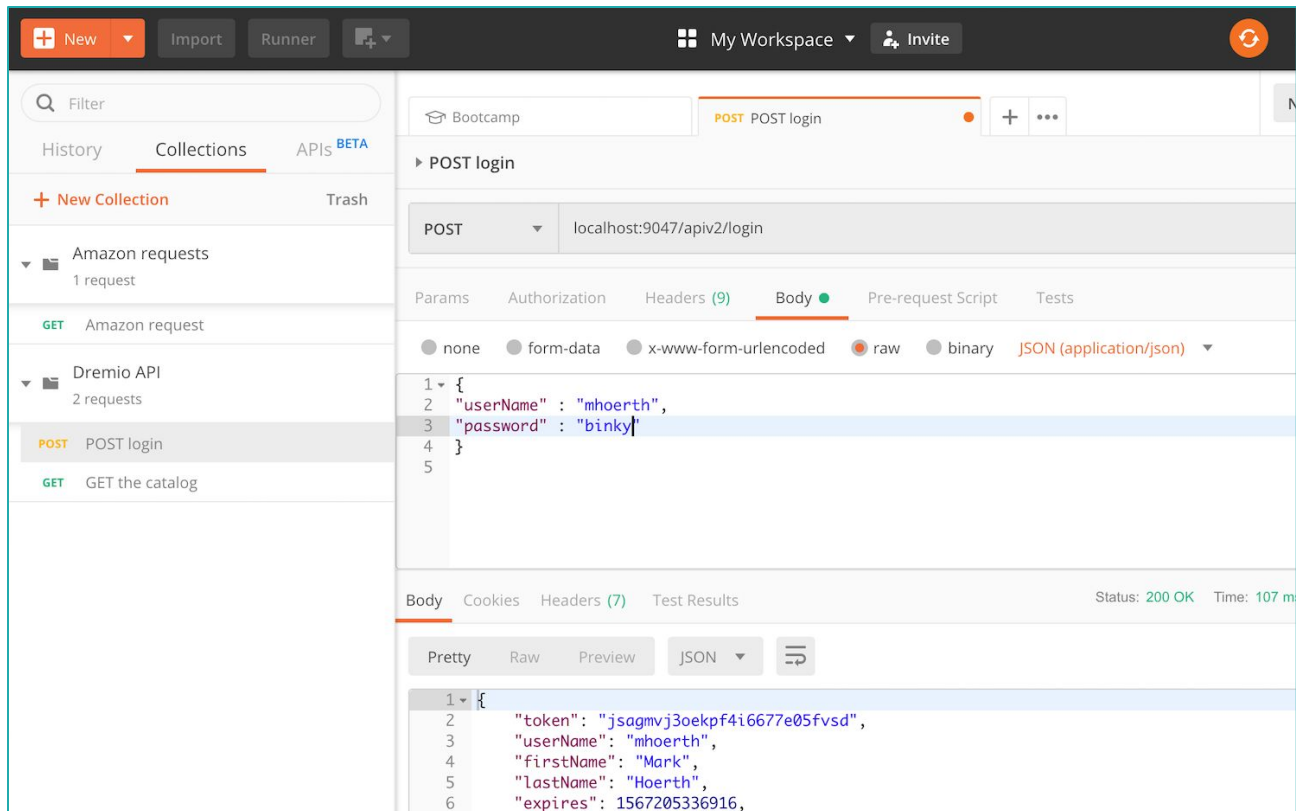 New Import Runner My Workspace Invite
Filter
History Collections APIs BETA
+ New Collection Trash
Amazon requests
1 request
GET Amazon request
Dremio API
2 requests
POST POST login
GET GET the catalog
Bootcamp POST POST login + •••
N
POST login
POST localhost:9047/apiv2/login
Params Authorization Headers (9) Body Pre-request Script Tests
none form-data x-www-form-urlencoded raw binary JSON (application/json)
1 {
2 "userName" : "mhoerth",
3 "password" : "binky"
4 }
5
Body Cookies Headers (7) Test Results Status: 200 OK Time: 107 m
Pretty Raw Preview JSON
1 {
2 "token": "jsagmvj3oekpf4i6677e05fvsd",
3 "userName": "mhoerth",
4 "firstName": "Mark",
5 "lastName": "Hoerth",
6 "expires": 1567205336916,